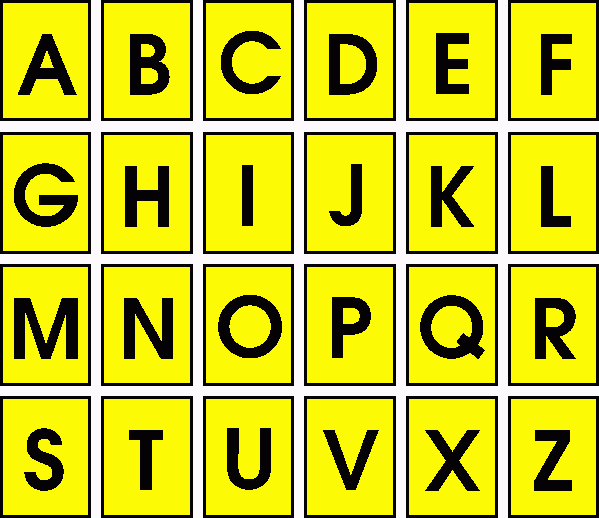 A B C D E F
G H I J K L
M N O P Q R
S T U V X Z